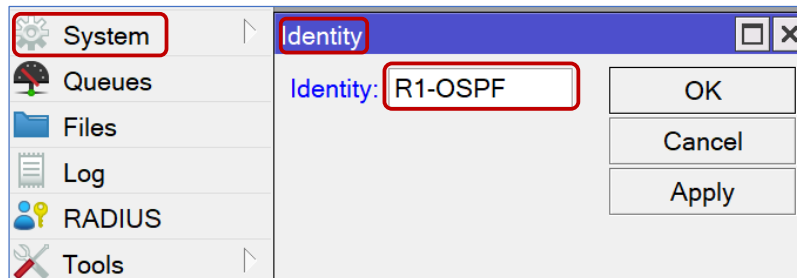 System
Queues
Files
Log
RADIUS
Tools
Identity
Identity: R1-OSPF
OK
Cancel
Apply